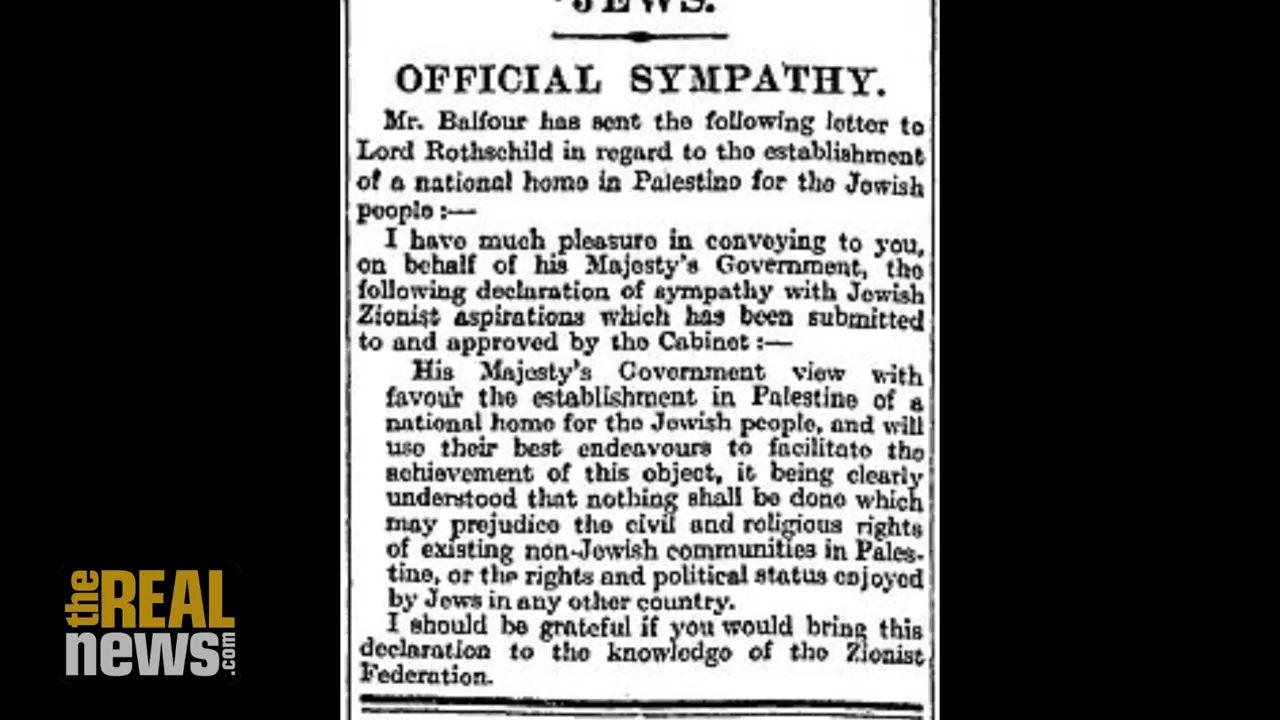 JEWS.
OFFICIAL SYMPATHY.
Mr. Balfour has sent the following letter to
Lord Rothschild in regard to the establishment
of a national home in Palestine for the Jewish
people :—
I have much pleasure in conveying to you,
on behalf of his Majesty's Government, the
following declaration of sympathy with Jewish
Zionist aspirations which has been submitted
to and approved by the Cabinet :—
His Majesty's Government view with
favour the establishment in Palestine of a
national home for the Jewish people, and will
use their best endeavours to facilitate the
achievement of this object, it being clearly
understood that nothing shall be done which
may prejudice the civil and religious rights
of existing non-Jewish communities in Pales-
tine, or the rights and political status enjoyed
by Jews in any other country.
I should be grateful if you would bring this
declaration to the knowledge of the Zionist
Federation.
the REAL
news.com